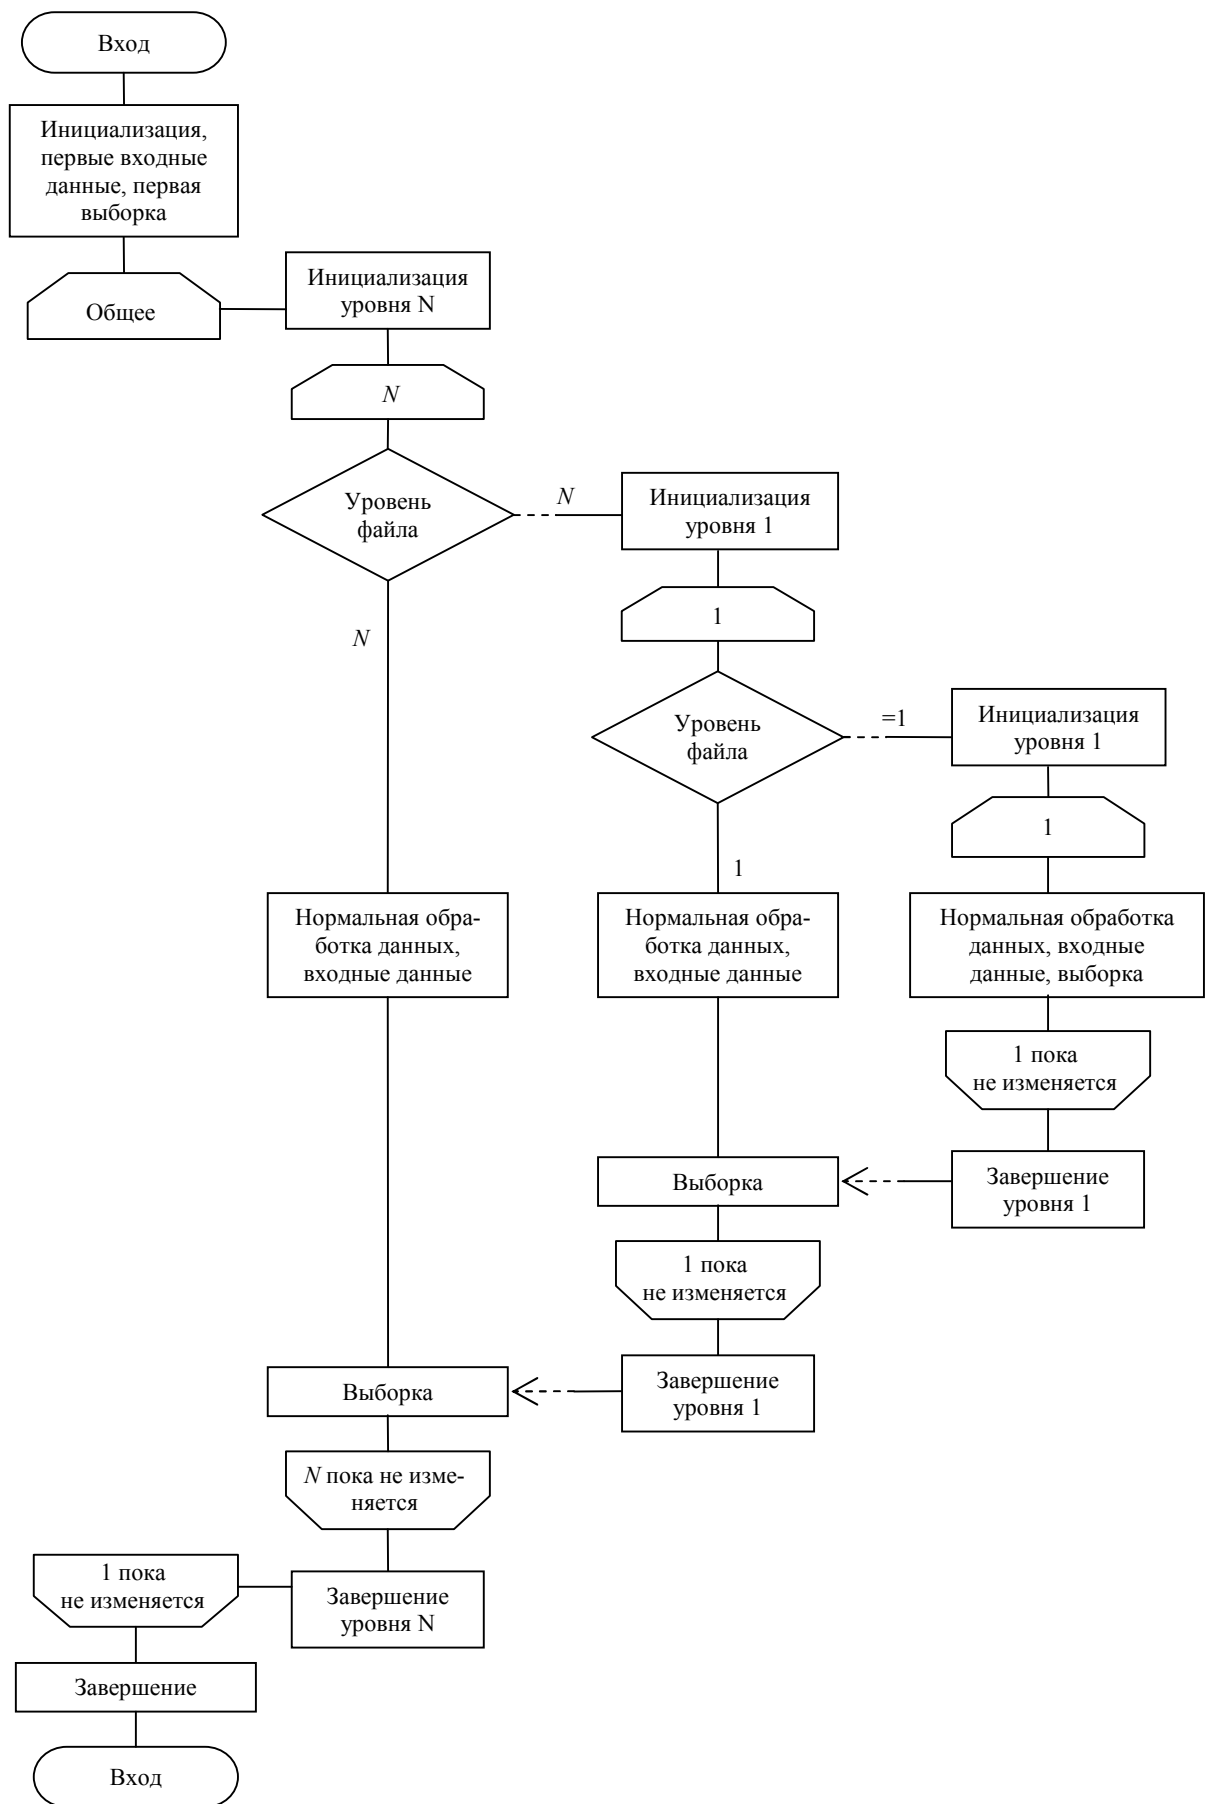 Вход
Инициализация,
первые входные
данные, первая
выборка
Общее
Инициализация
уровня N
N
Уровень
файла
N
N
Инициализация
уровня 1
1
Уровень
файла
=1
1
Инициализация
уровня 1
1
Нормальная обра-
ботка данных,
входные данные
Нормальная обра-
ботка данных,
входные данные
Нормальная обработка
данных, входные
данные, выборка
1 пока
не изменяется
Завершение
уровня 1
Выборка
1 пока
не изменяется
Завершение
уровня 1
Выборка
N пока не изме-
няется
Завершение
уровня N
1 пока
не изменяется
Завершение
Вход